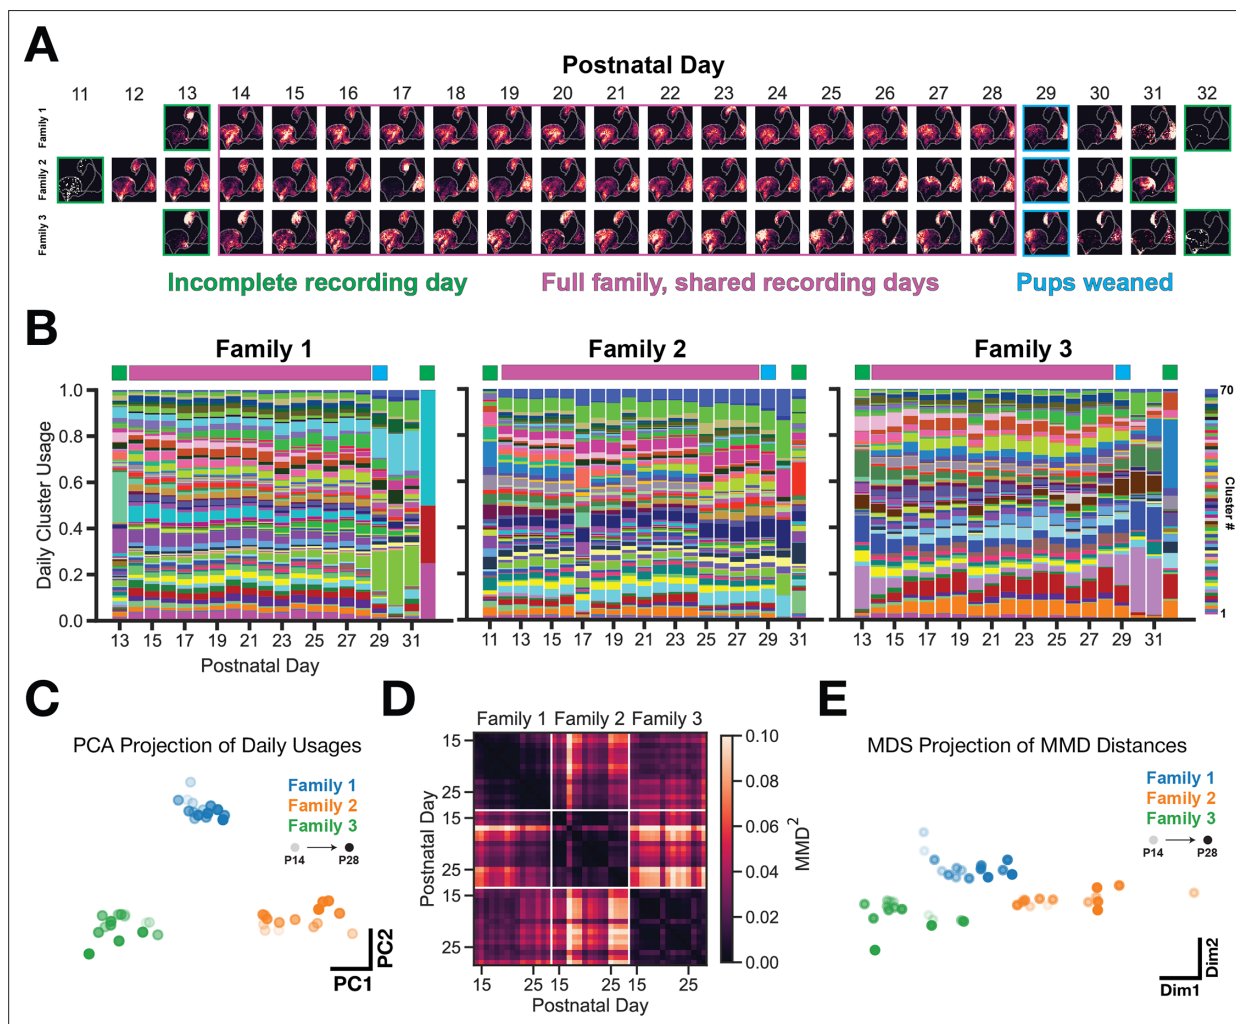 A
Postnatal Day
11 12 13 14 15 16 17 18 19 20 21 22 23 24 25 26 27 28 29 30 31 32
Family 1
Family 2
Family 3
Incomplete recording day Full family, shared recording days Pups weaned
B
Family 1 Family 2 Family 3
Daily Cluster Usage
1.0
0.8
0.6
0.4
0.2
0.0
13 15 17 19 21 23 25 27 29 31
11 13 15 17 19 21 23 25 27 29 31
13 15 17 19 21 23 25 27 29 31
Postnatal Day
70
Cluster #
1
C
PCA Projection of Daily Usages
Family 1
Family 2
Family 3
P14 P28
PC1
PC2
D
Family 1 Family 2 Family 3
Postnatal Day Postnatal Day
15
25
15
25
15
25
15 25 15 25 15 25
Postnatal Day
0.10
0.08
0.06
0.04
0.02
0.00
MMD2
E
MDS Projection of MMD Distances
Family 1
Family 2
Family 3
P14 P28
Dim1
Dim2